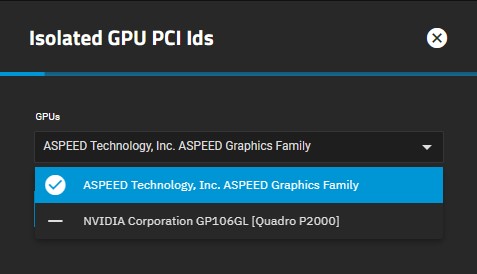 Isolated GPU PCI Ids
GPUs
ASPEED Technology, Inc. ASPEED Graphics Family
ASPEED Technology, Inc. ASPEED Graphics Family
NVIDIA Corporation GP106GL [Quadro P2000]